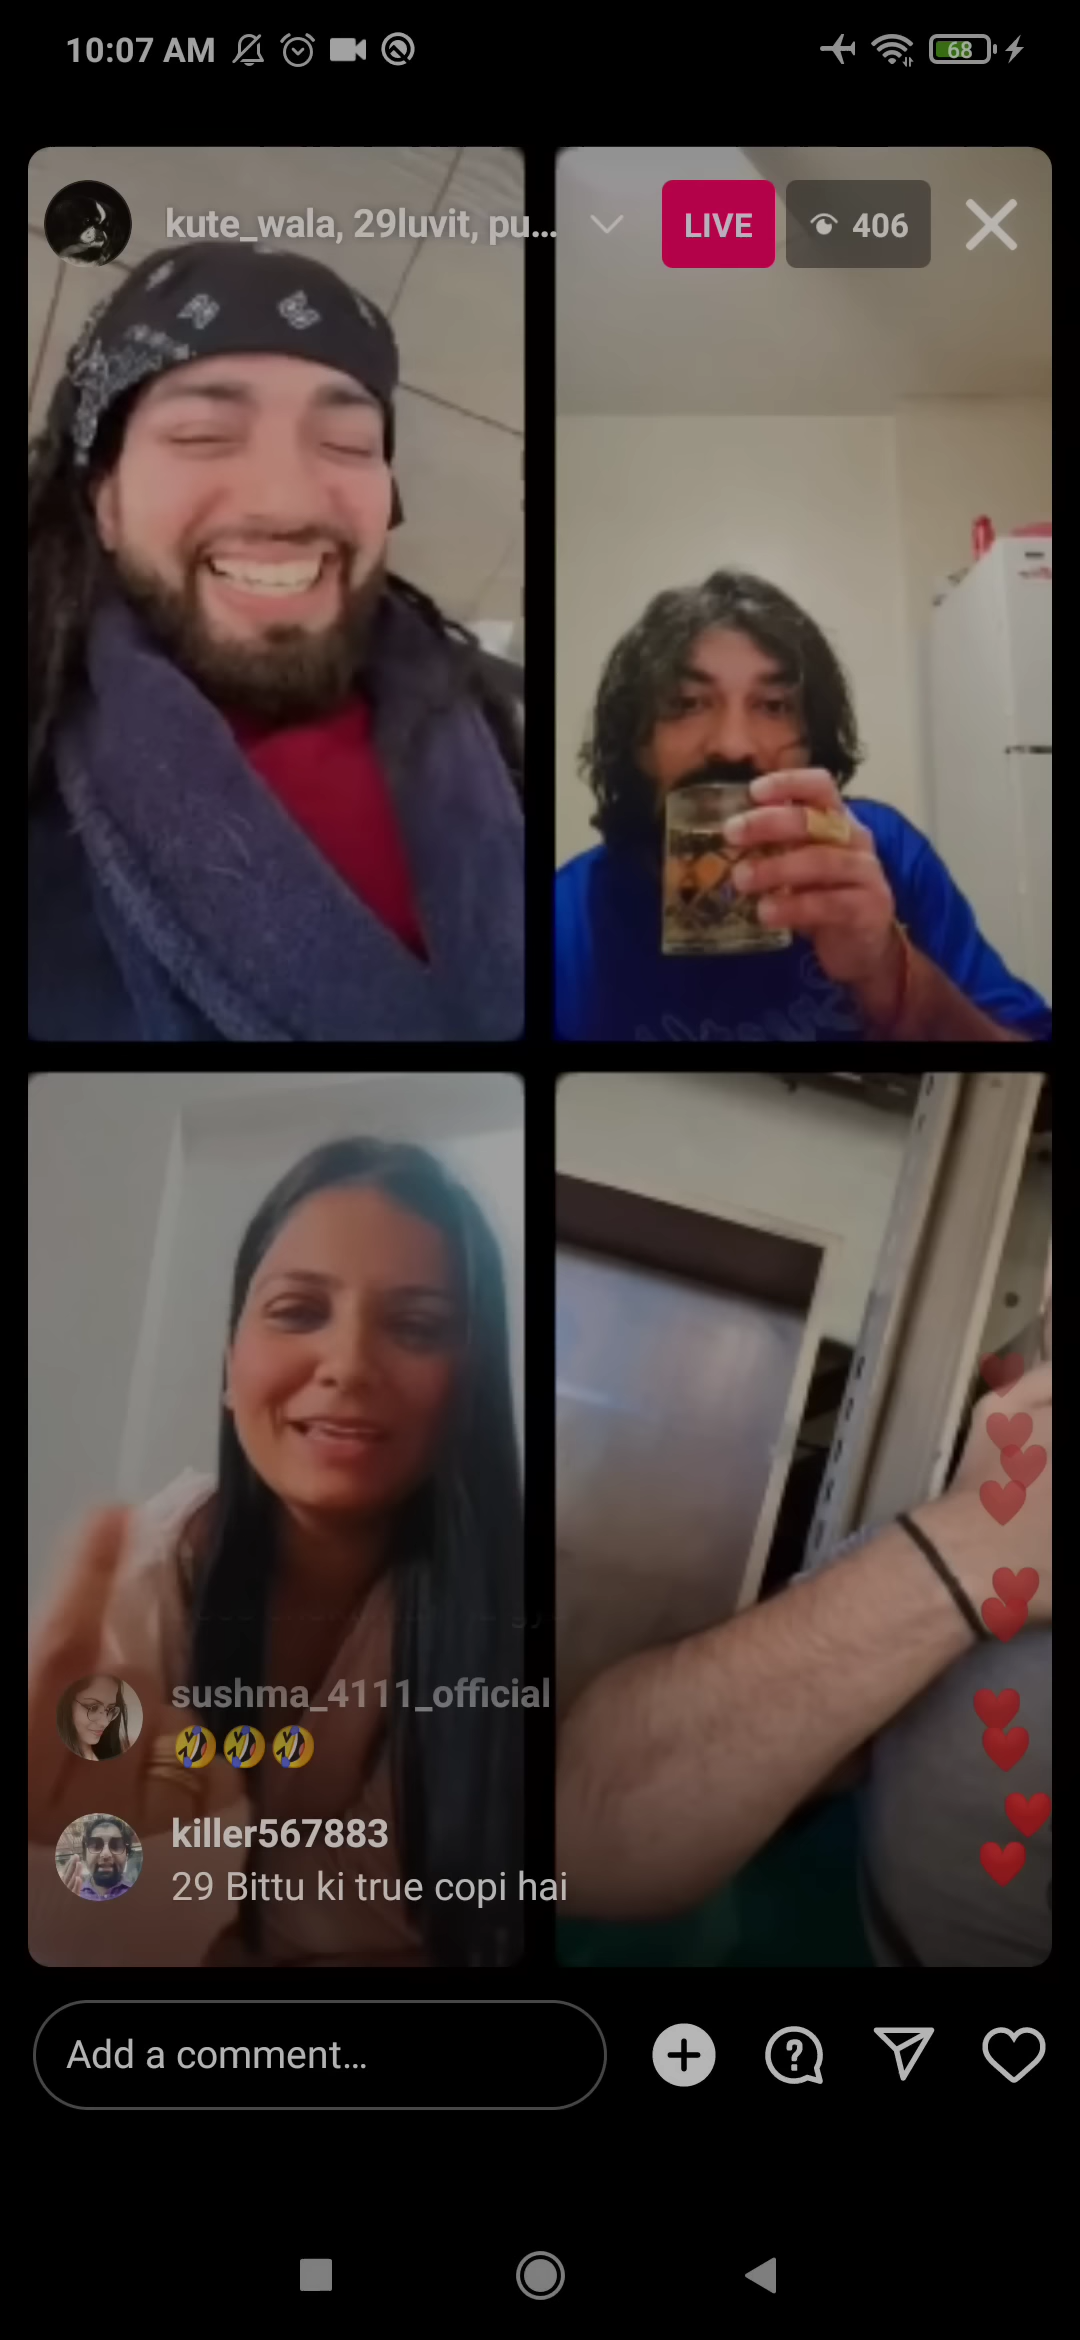 10:07 AM
68
kute_wala, 29luvit, pu...
LIVE
406
sushma_4111_official
🤣🤣🤣
killer567883
29 Bittu ki true copi hai
Add a comment...